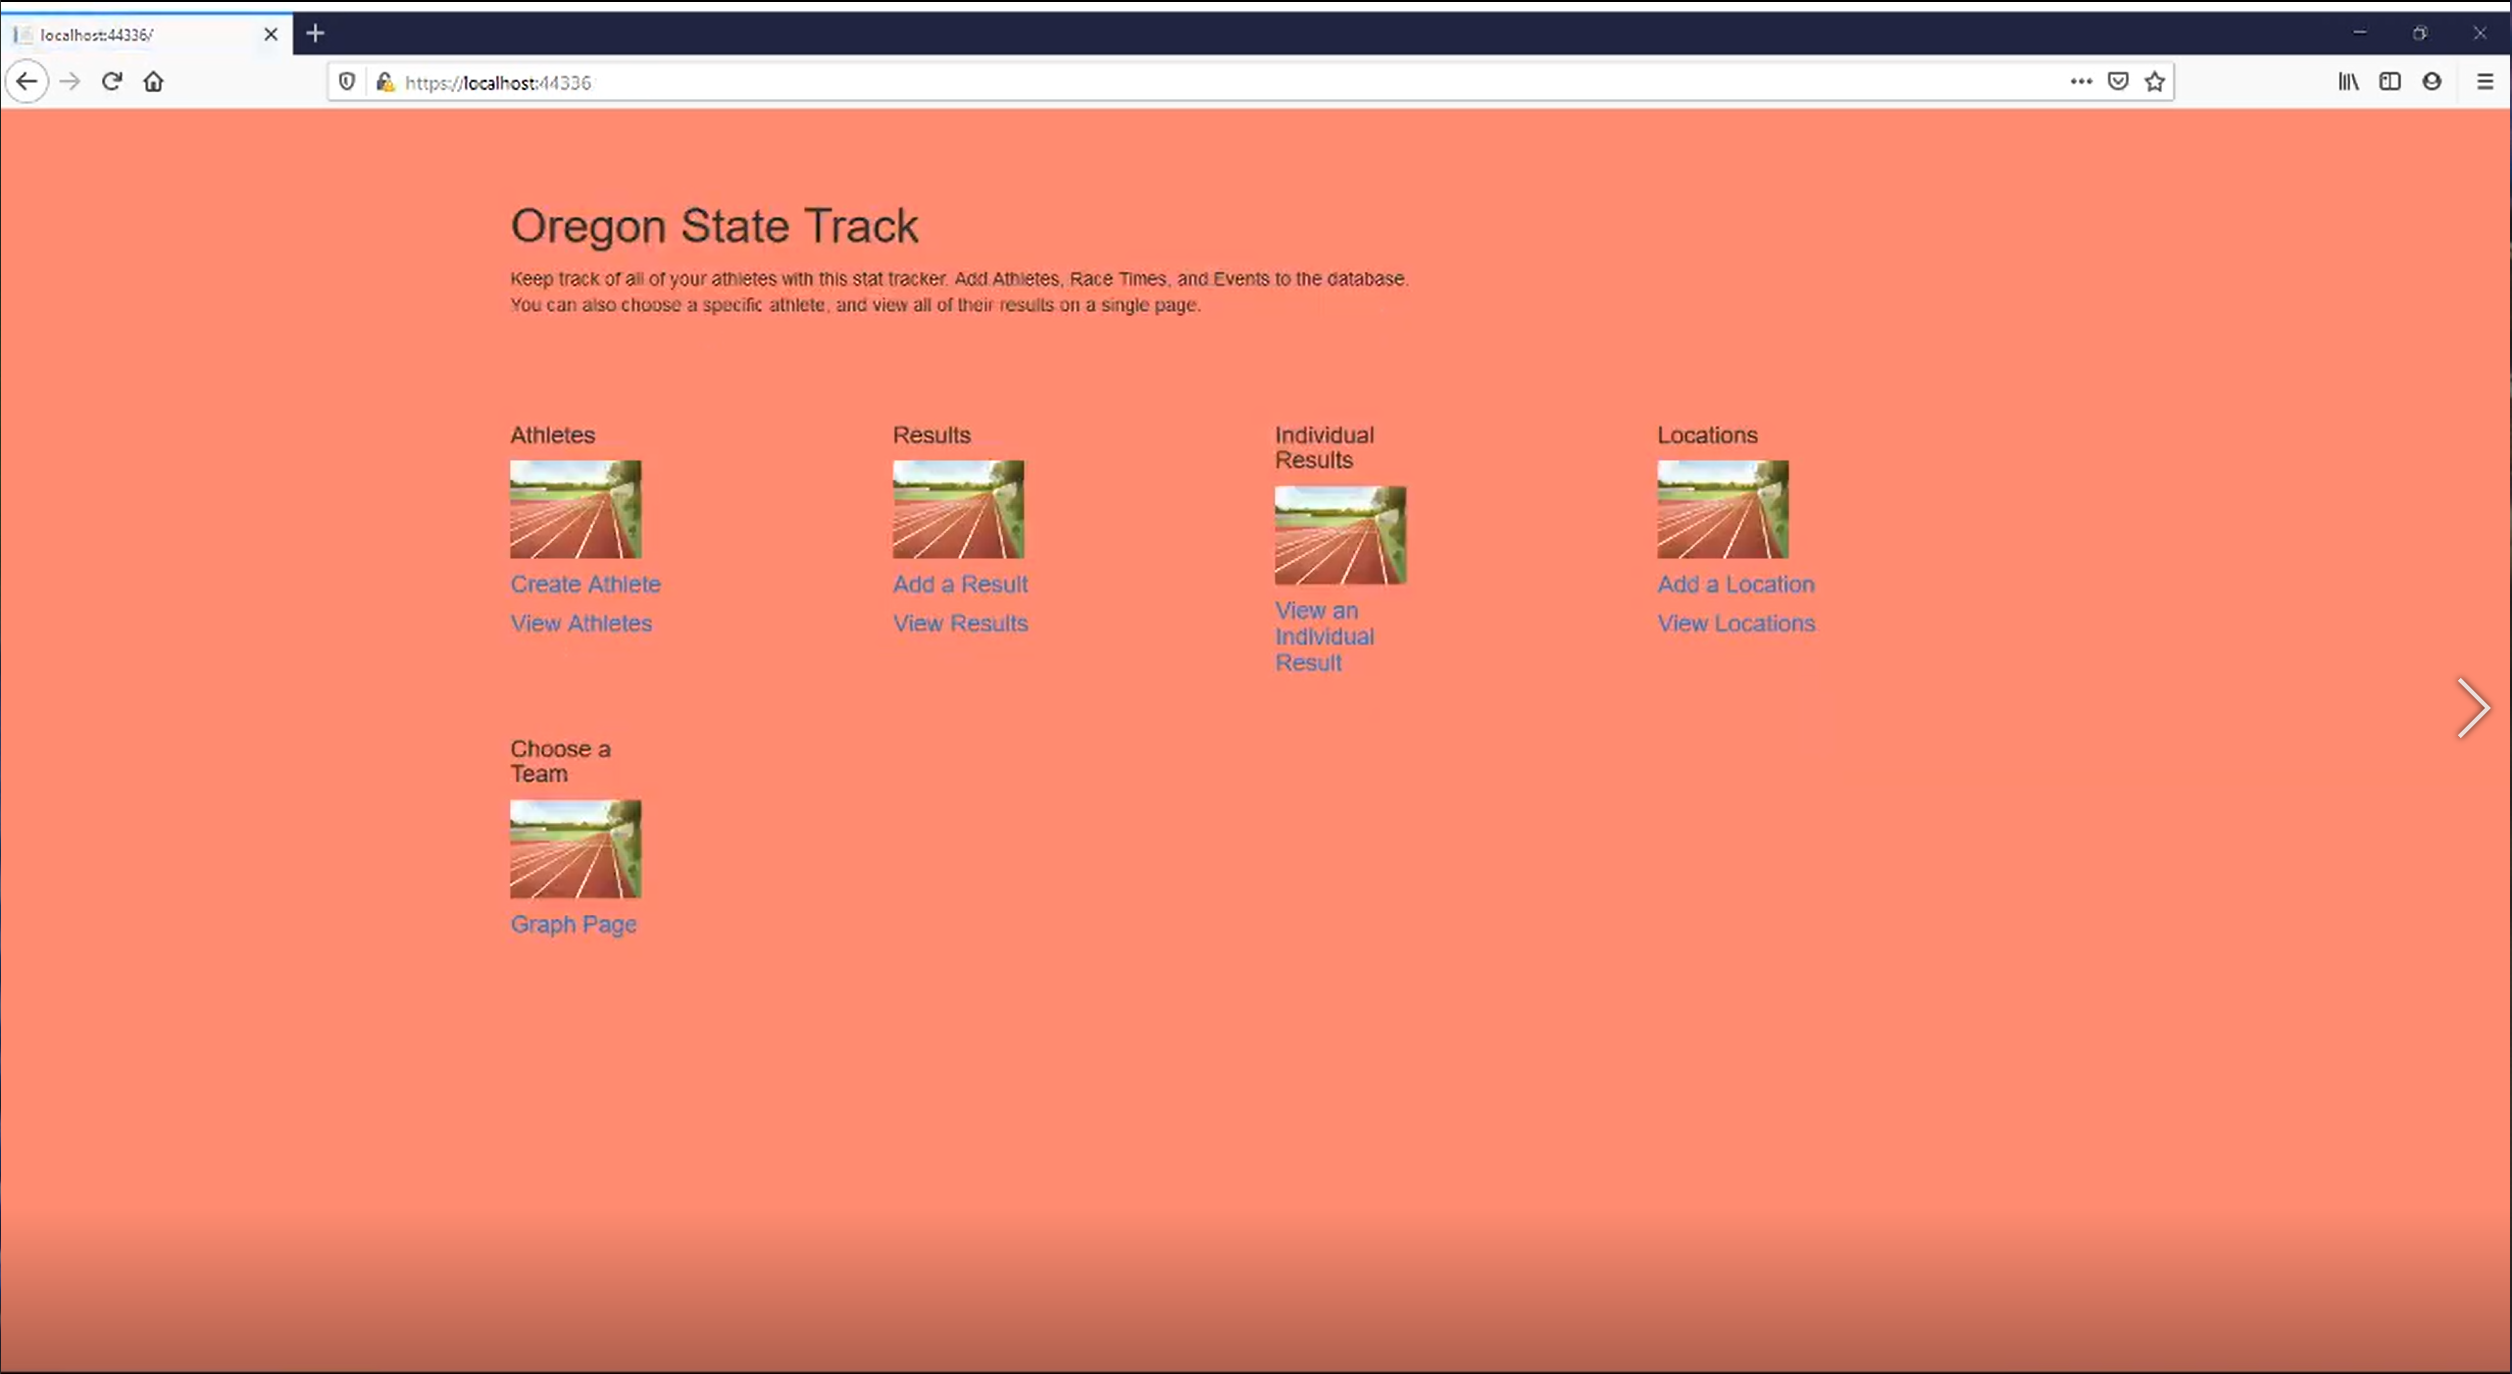 localhost:44336/
https://localhost:44336
Oregon State Track
Keep track of all of your athletes with this stat tracker. Add Athletes, Race Times, and Events to the database.
You can also choose a specific athlete, and view all of their results on a single page.
Athletes
Create Athlete
View Athletes
Results
Add a Result
View Results
Individual
Results
View an
Individual
Result
Locations
Add a Location
View Locations
Choose a
Team
Graph Page